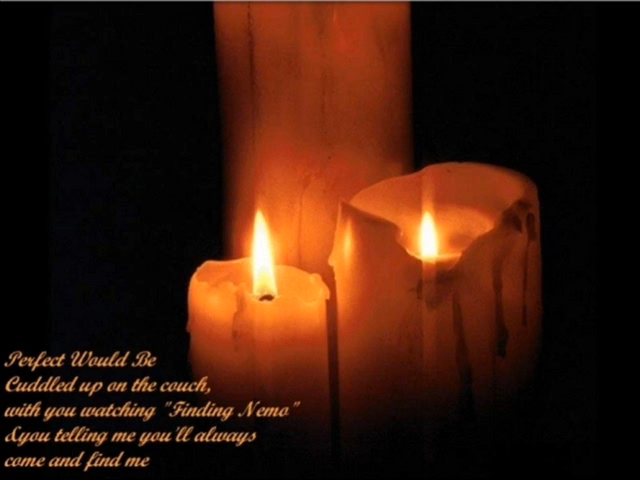 Perfect Would Be
Cuddled up on the couch,
with you watching "Finding Nemo"
&you telling me you'll always
come and find me